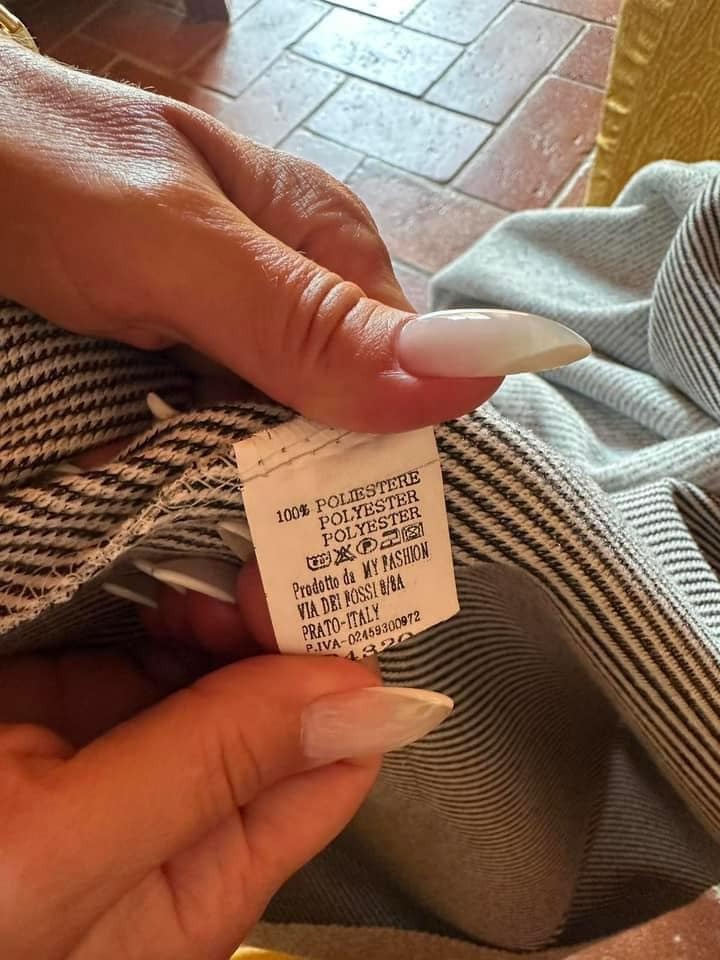 100% POLIESTERE
POLYESTER
POLYESTER
Prodotto da MY FASHION
VIA DEI ROSSI 8/8A
PRATO-ITALY
P.IVA-02459300972